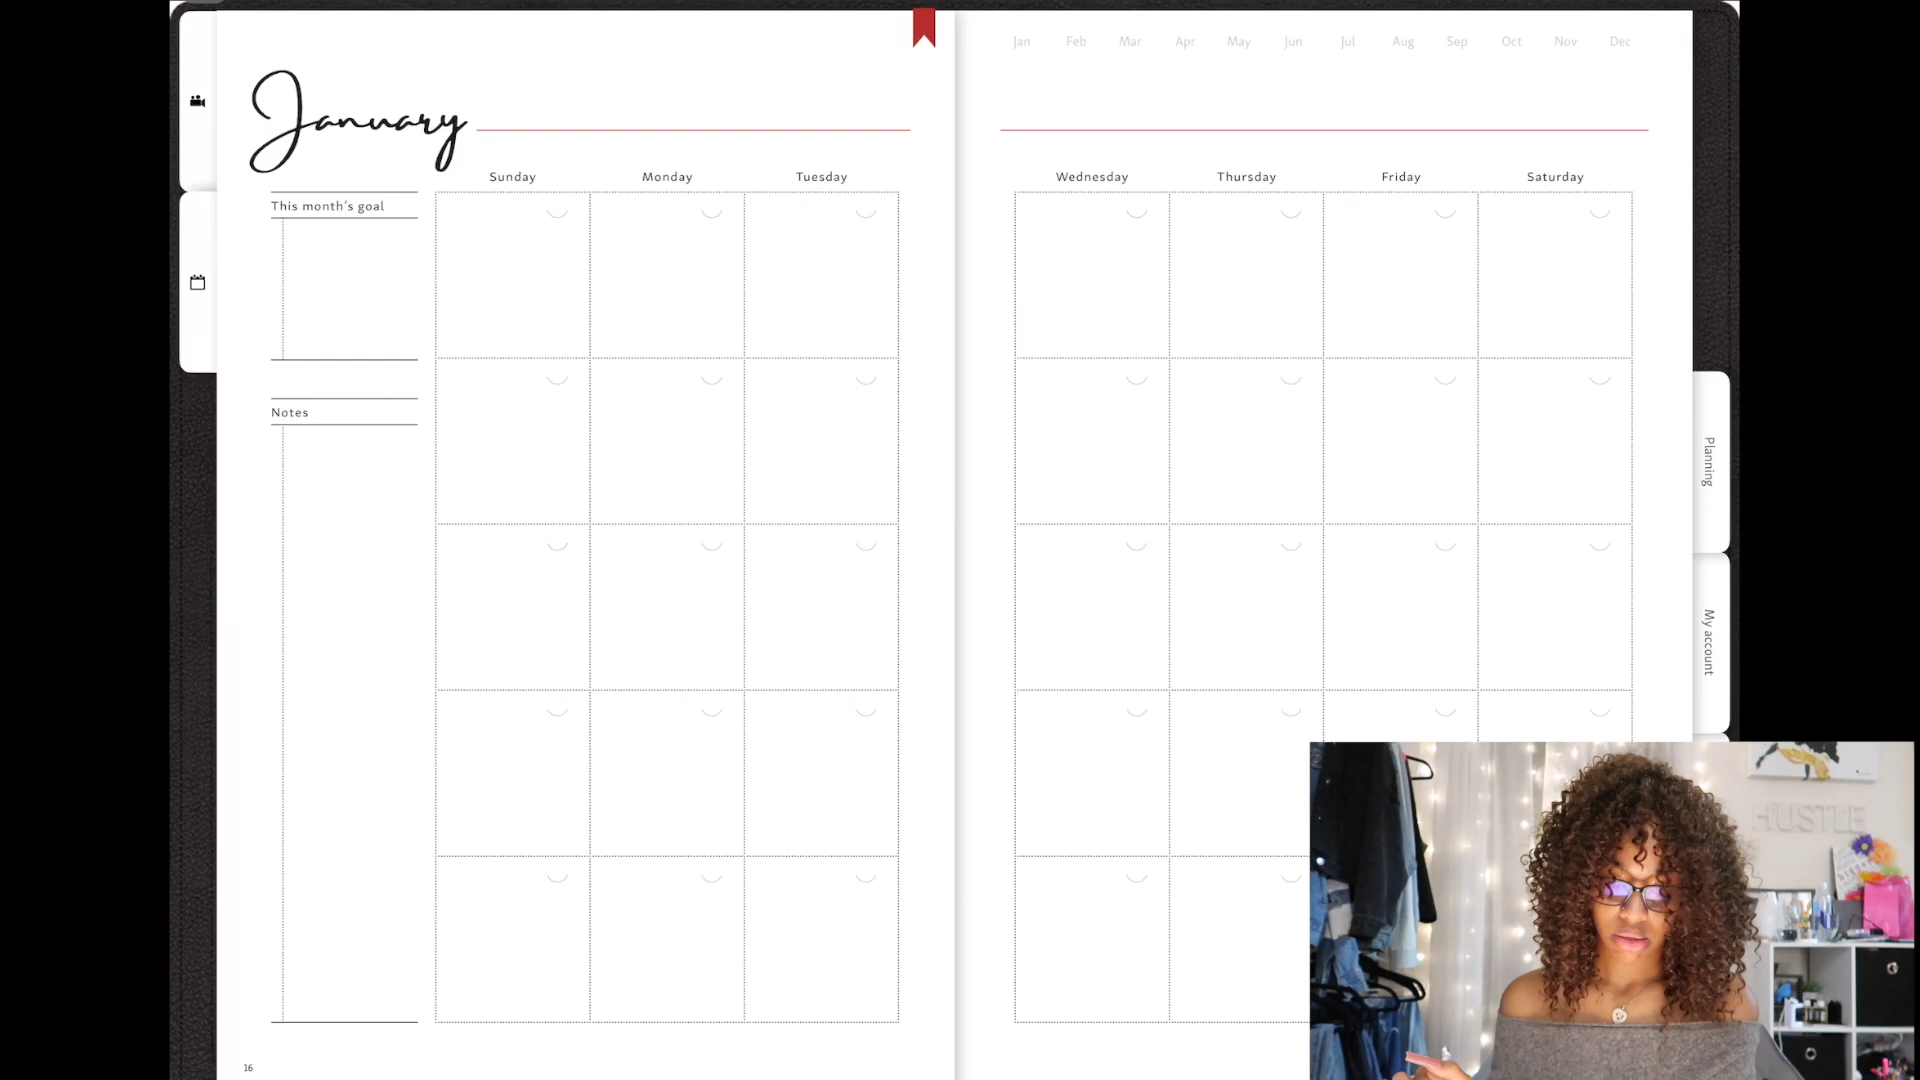 Jan Feb Mar Apr May Jun Jul Aug Sep Oct Nov Dec
January
Sunday Monday Tuesday Wednesday Thursday Friday Saturday
This month's goal
Notes
Planning
My account
HUSTLE
16